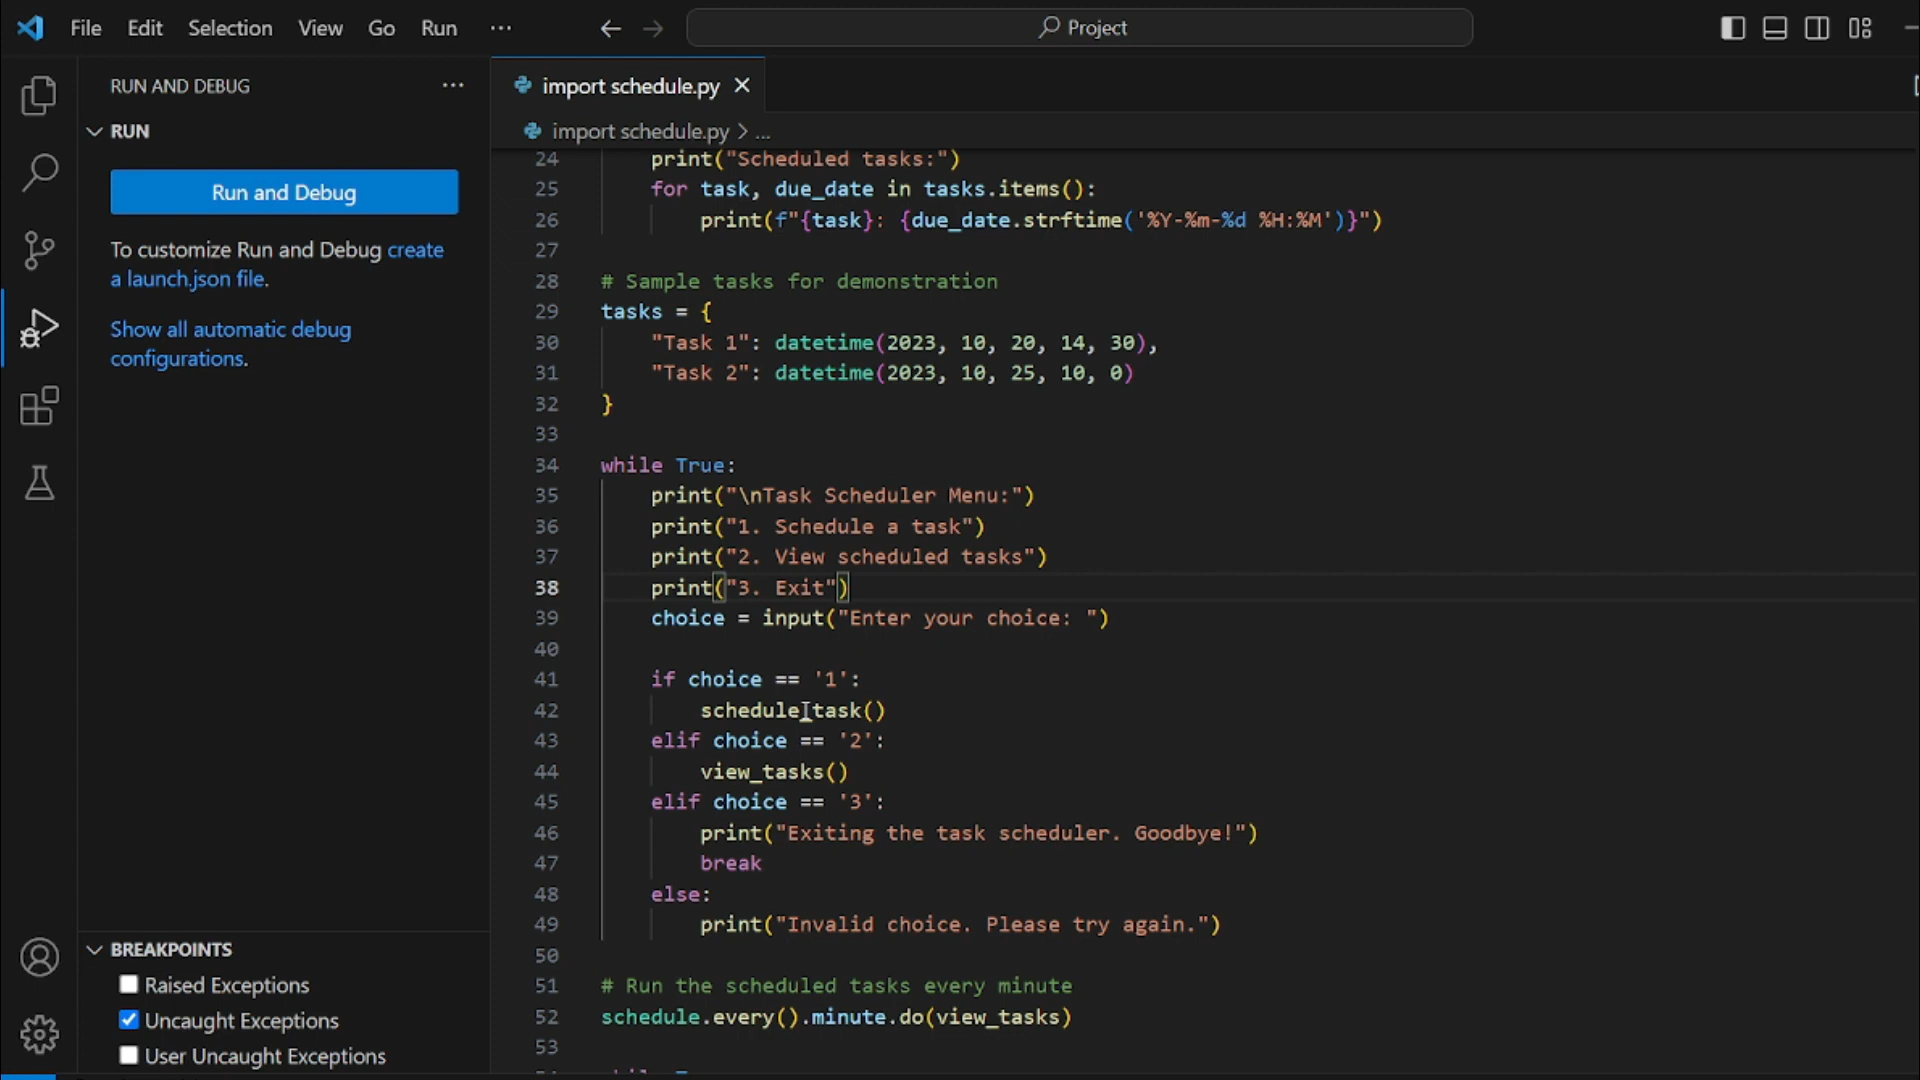 File Edit Selection View Go Run ...
Project
RUN AND DEBUG
RUN
Run and Debug
To customize Run and Debug create
a launch.json file.
Show all automatic debug
configurations.
BREAKPOINTS
Raised Exceptions
Uncaught Exceptions
User Uncaught Exceptions
import schedule.py
import schedule.py > ...
24 print("Scheduled tasks:")
25 for task, due_date in tasks.items():
26 print(f"{task}: {due_date.strftime('%Y-%m-%d %H:%M')}")
27
28 # Sample tasks for demonstration
29 tasks = {
30 "Task 1": datetime(2023, 10, 20, 14, 30),
31 "Task 2": datetime(2023, 10, 25, 10, 0)
32 }
33
34 while True:
35 print("\nTask Scheduler Menu:")
36 print("1. Schedule a task")
37 print("2. View scheduled tasks")
38 print("3. Exit")
39 choice = input("Enter your choice: ")
40
41 if choice == '1':
42 schedule_task()
43 elif choice == '2':
44 view_tasks()
45 elif choice == '3':
46 print("Exiting the task scheduler. Goodbye!")
47 break
48 else:
49 print("Invalid choice. Please try again.")
50
51 # Run the scheduled tasks every minute
52 schedule.every().minute.do(view_tasks)
53